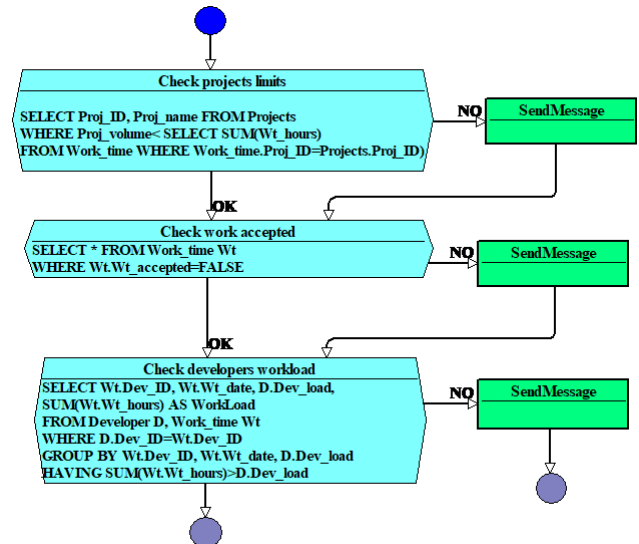 Check projects limits
SELECT Proj_ID, Proj_name FROM Projects
WHERE Proj_volume< SELECT SUM(Wt_hours)
FROM Work_time WHERE Work_time.Proj_ID=Projects.Proj_ID)
NO
SendMessage
OK
Check work accepted
SELECT * FROM Work_time Wt
WHERE Wt.Wt_accepted=FALSE
NO
SendMessage
OK
Check developers workload
SELECT Wt.Dev_ID, Wt.Wt_date, D.Dev_load,
SUM(Wt.Wt_hours) AS WorkLoad
FROM Developer D, Work_time Wt
WHERE D.Dev_ID=Wt.Dev_ID
GROUP BY Wt.Dev_ID, Wt.Wt_date, D.Dev_load
HAVING SUM(Wt.Wt_hours)>D.Dev_load
NO
SendMessage